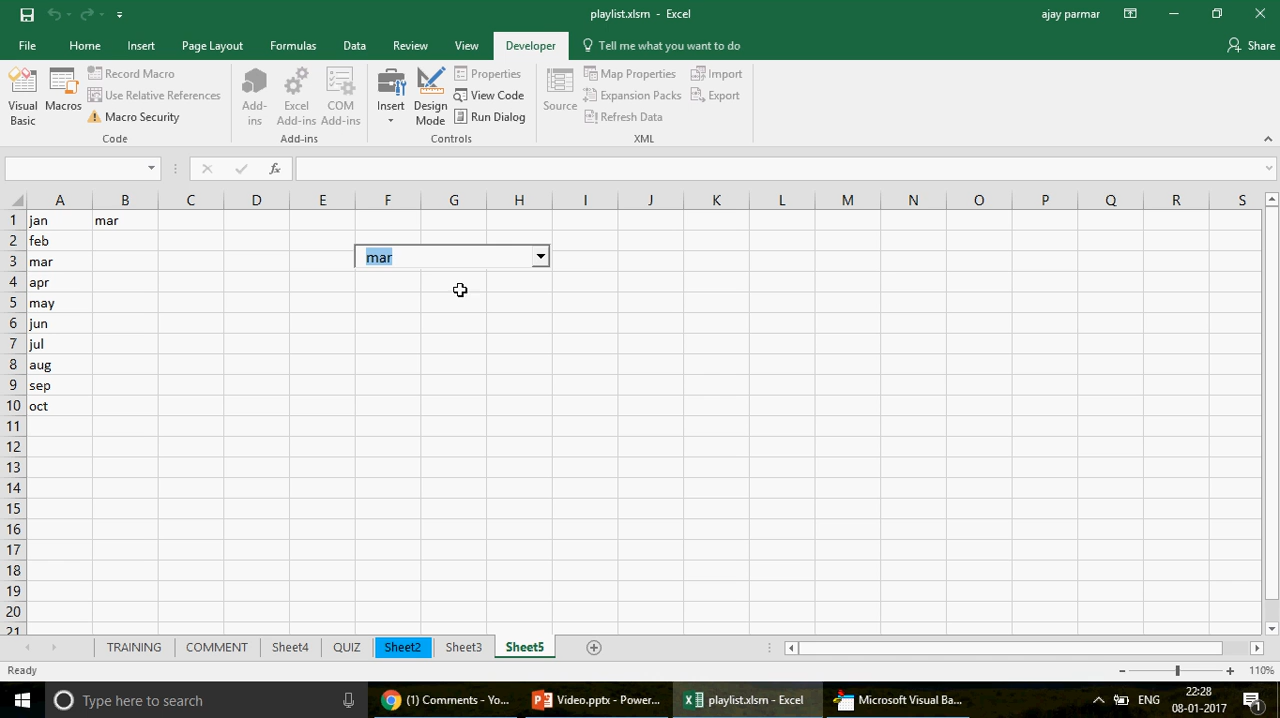 playlist.xlsm - Excel
ajay parmar
File Home Insert Page Layout Formulas Data Review View Developer Tell me what you want to do Share
Visual Basic
Macros
Record Macro
Use Relative References
Macro Security
Code
Add-ins
Excel Add-ins
COM Add-ins
Add-ins
Insert
Design Mode
Properties
View Code
Run Dialog
Controls
Source
Map Properties
Expansion Packs
Refresh Data
Import
Export
XML
fx
A B C D E F G H I J K L M N O P Q R S
1 jan mar
2 feb
mar
3 mar
4 apr
5 may
6 jun
7 jul
8 aug
9 sep
10 oct
11
12
13
14
15
16
17
18
19
20
21
TRAINING COMMENT Sheet4 QUIZ Sheet2 Sheet3 Sheet5
Ready
110%
Type here to search
(1) Comments - Yo...
Video.pptx - Power...
playlist.xlsm - Excel
Microsoft Visual Ba...
ENG
22:28
08-01-2017
1